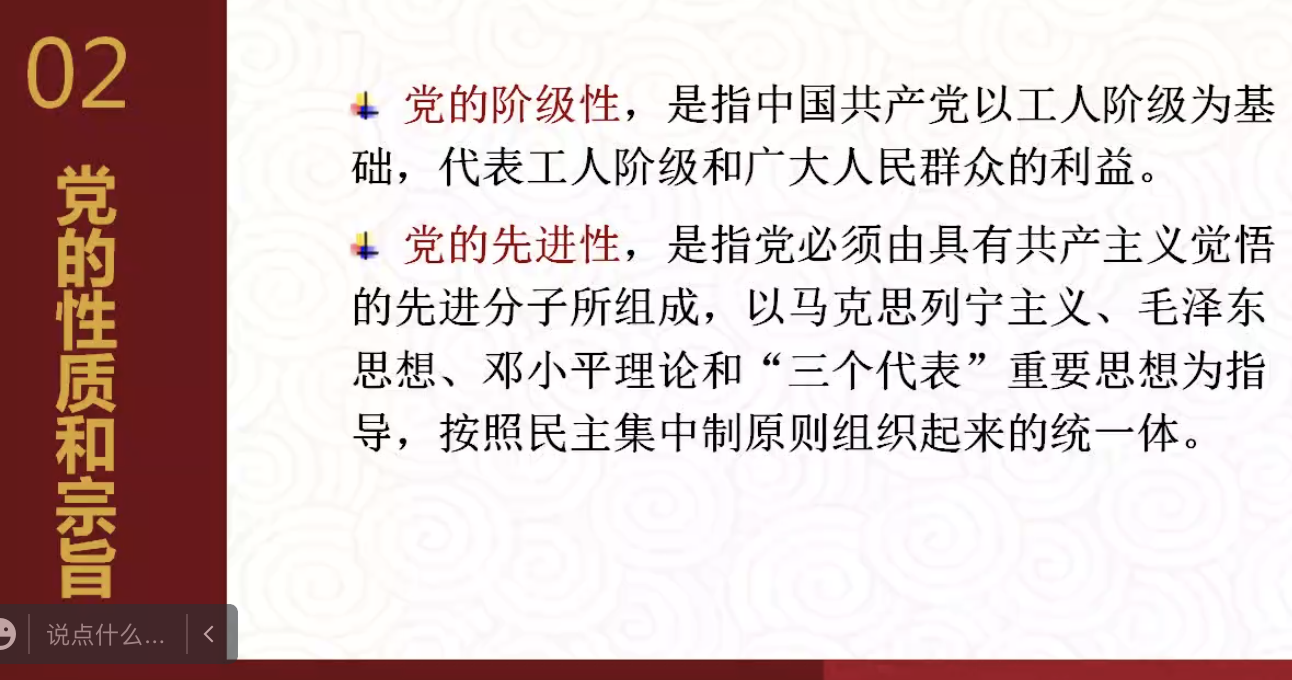 02
党的性质和宗旨
党的阶级性，是指中国共产党以工人阶级为基
础，代表工人阶级和广大人民群众的利益。
党的先进性，是指党必须由具有共产主义觉悟
的先进分子所组成，以马克思列宁主义、毛泽东
思想、邓小平理论和“三个代表”重要思想为指
导，按照民主集中制原则组织起来的统一体。
说点什么...